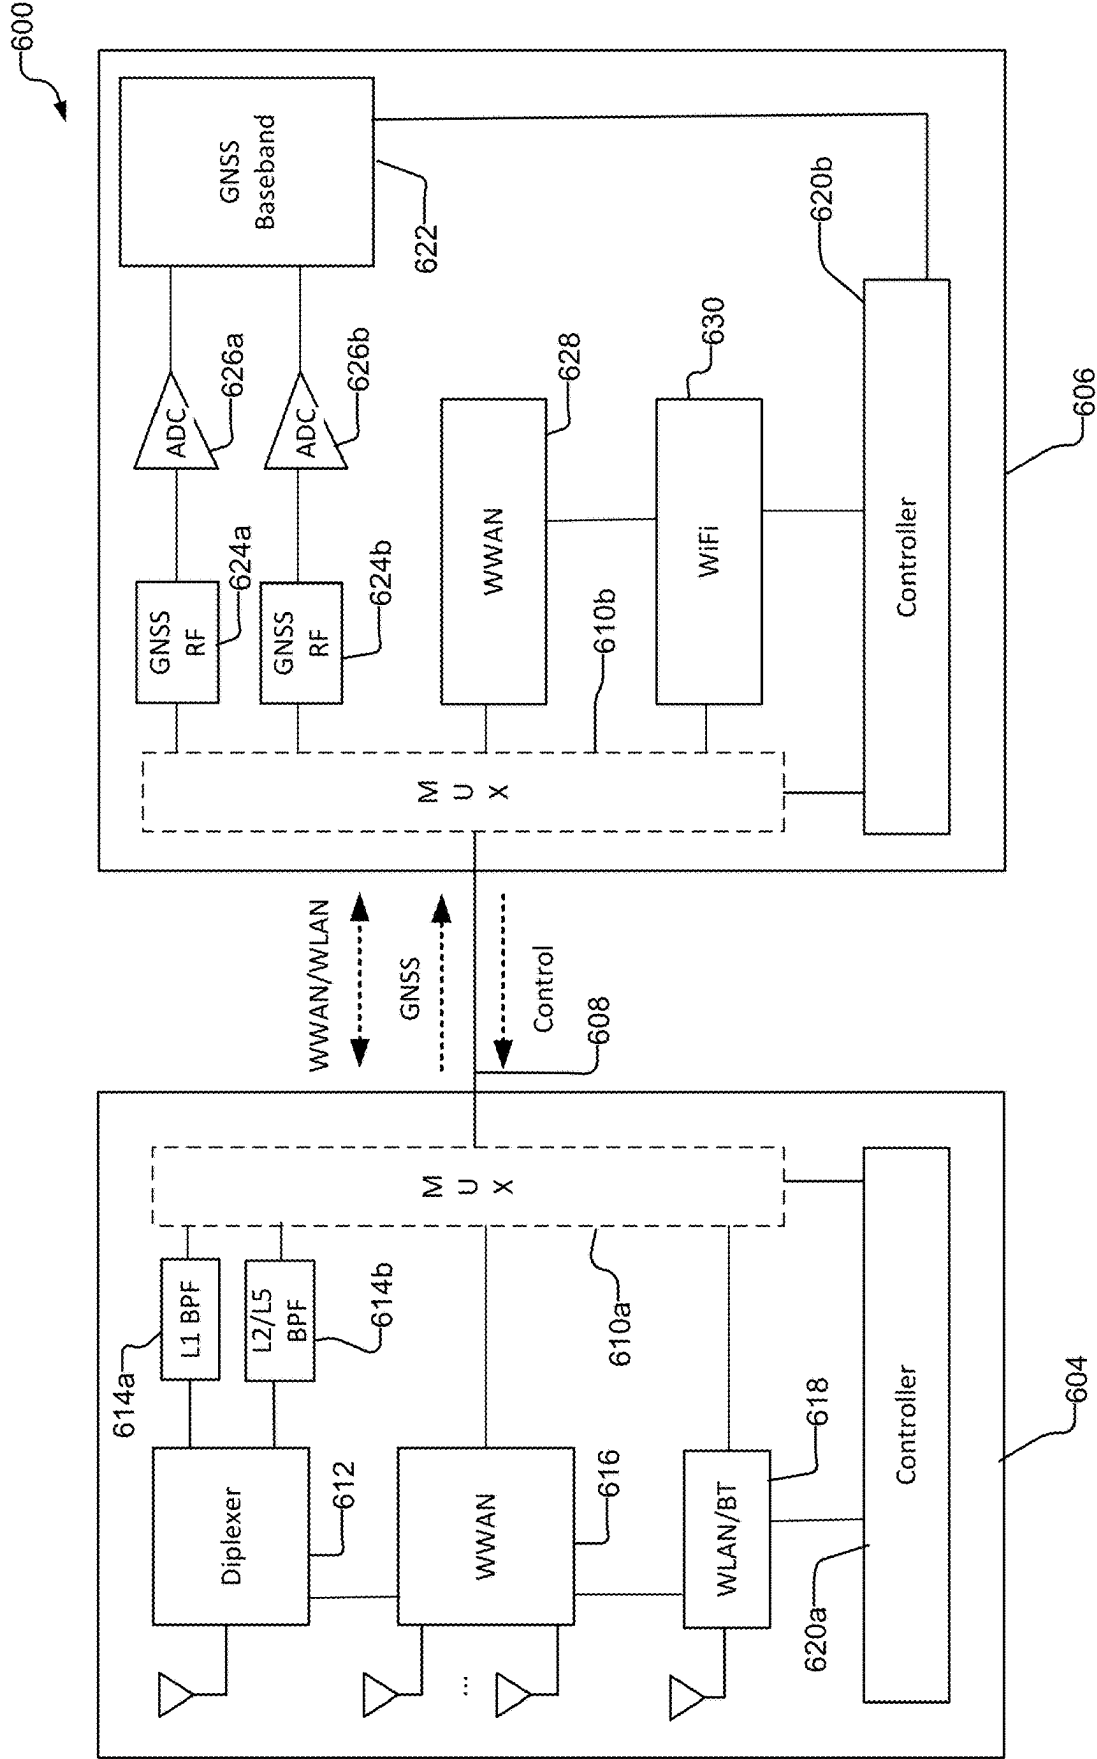 600
GNSS
Baseband
622
ADC
626a
ADC
626b
GNSS
RF
624a
GNSS
RF
624b
WWAN
628
WiFi
630
620b
Controller
606
610b
M
U
X
WWAN/WLAN
GNSS
Control
608
M
U
X
610a
L1 BPF
614a
L2/L5
BPF
614b
Diplexer
612
WWAN
616
...
WLAN/BT
618
Controller
620a
604